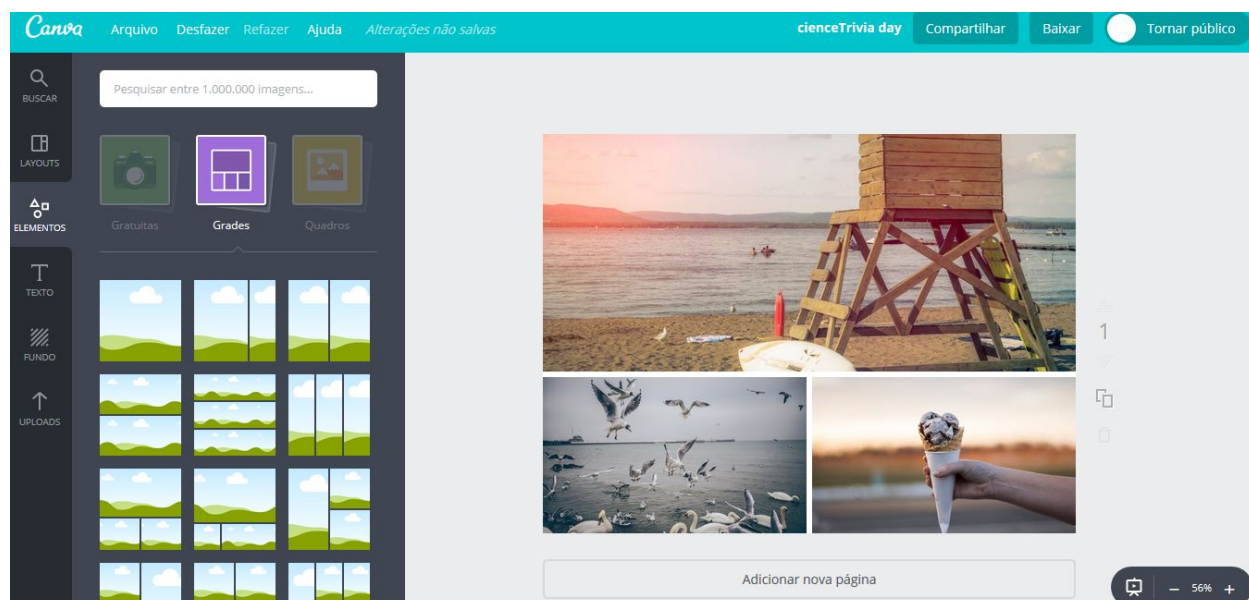 Canva Arquivo Desfazer Refazer Ajuda Alterações não salvas cienceTrivia day Compartilhar Baixar Tornar público
BUSCAR
LAYOUTS
ELEMENTOS
TEXTO
FUNDO
UPLOADS
Pesquisar entre 1.000.000 imagens...
Gratuitas Grades Quadros
1
Adicionar nova página
– 56% +